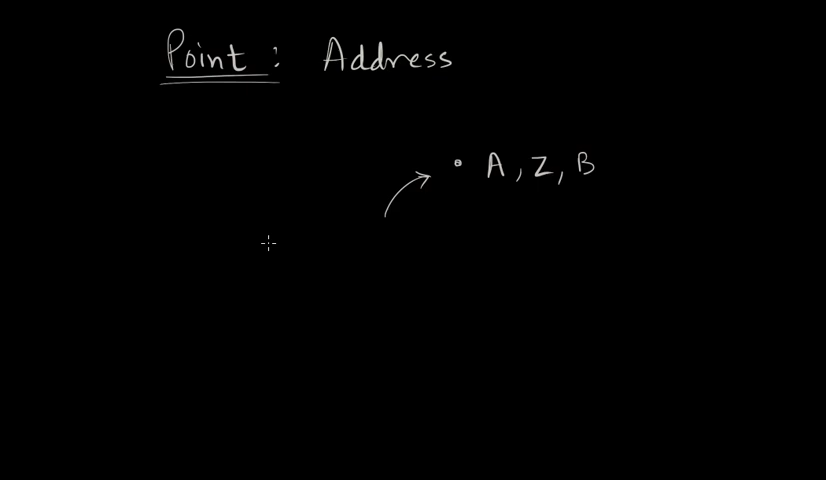 Point : Address
A, Z, B